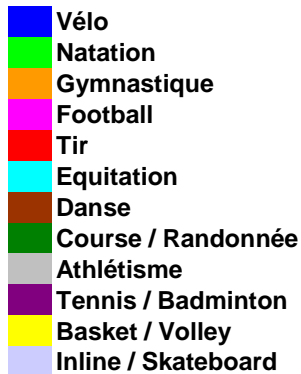 Vélo
Natation
Gymnastique
Football
Tir
Equitation
Danse
Course / Randonnée
Athlétisme
Tennis / Badminton
Basket / Volley
Inline / Skateboard